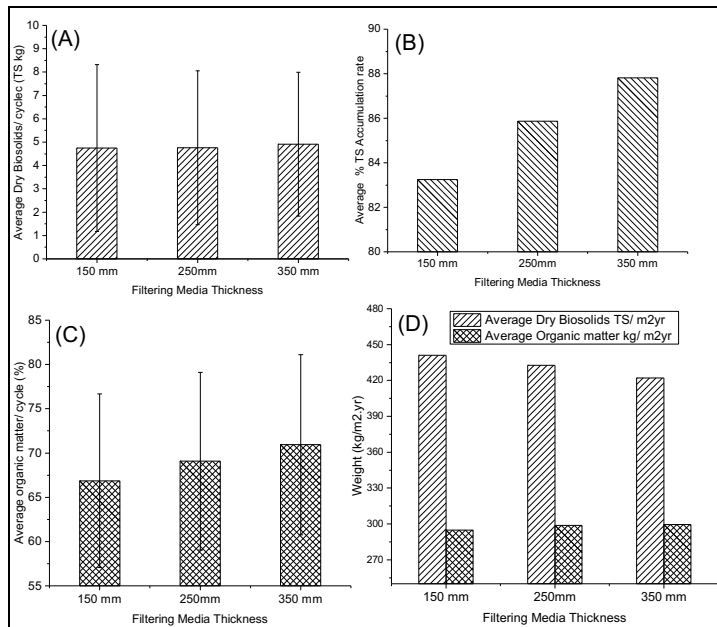 (A)
Average Dry Biosolids/ cyclec (TS kg)
10
9
8
7
6
5
4
3
2
1
0
150 mm 250mm 350 mm
Filtering Media Thickness
(B)
Average % TS Accumulation rate
88
86
84
82
80
150 mm 250mm 350 mm
Filtering Media Thickness
(C)
Average organic matter/ cycle (%)
85
80
75
70
65
60
55
150 mm 250mm 350 mm
Filtering Media Thickness
(D)
Average Dry Biosolids TS/ m2yr
Average Organic matter kg/ m2yr
Weight (kg/m2.yr)
480
450
420
390
360
330
300
270
150 mm 250mm 350 mm
Filtering Media Thickness